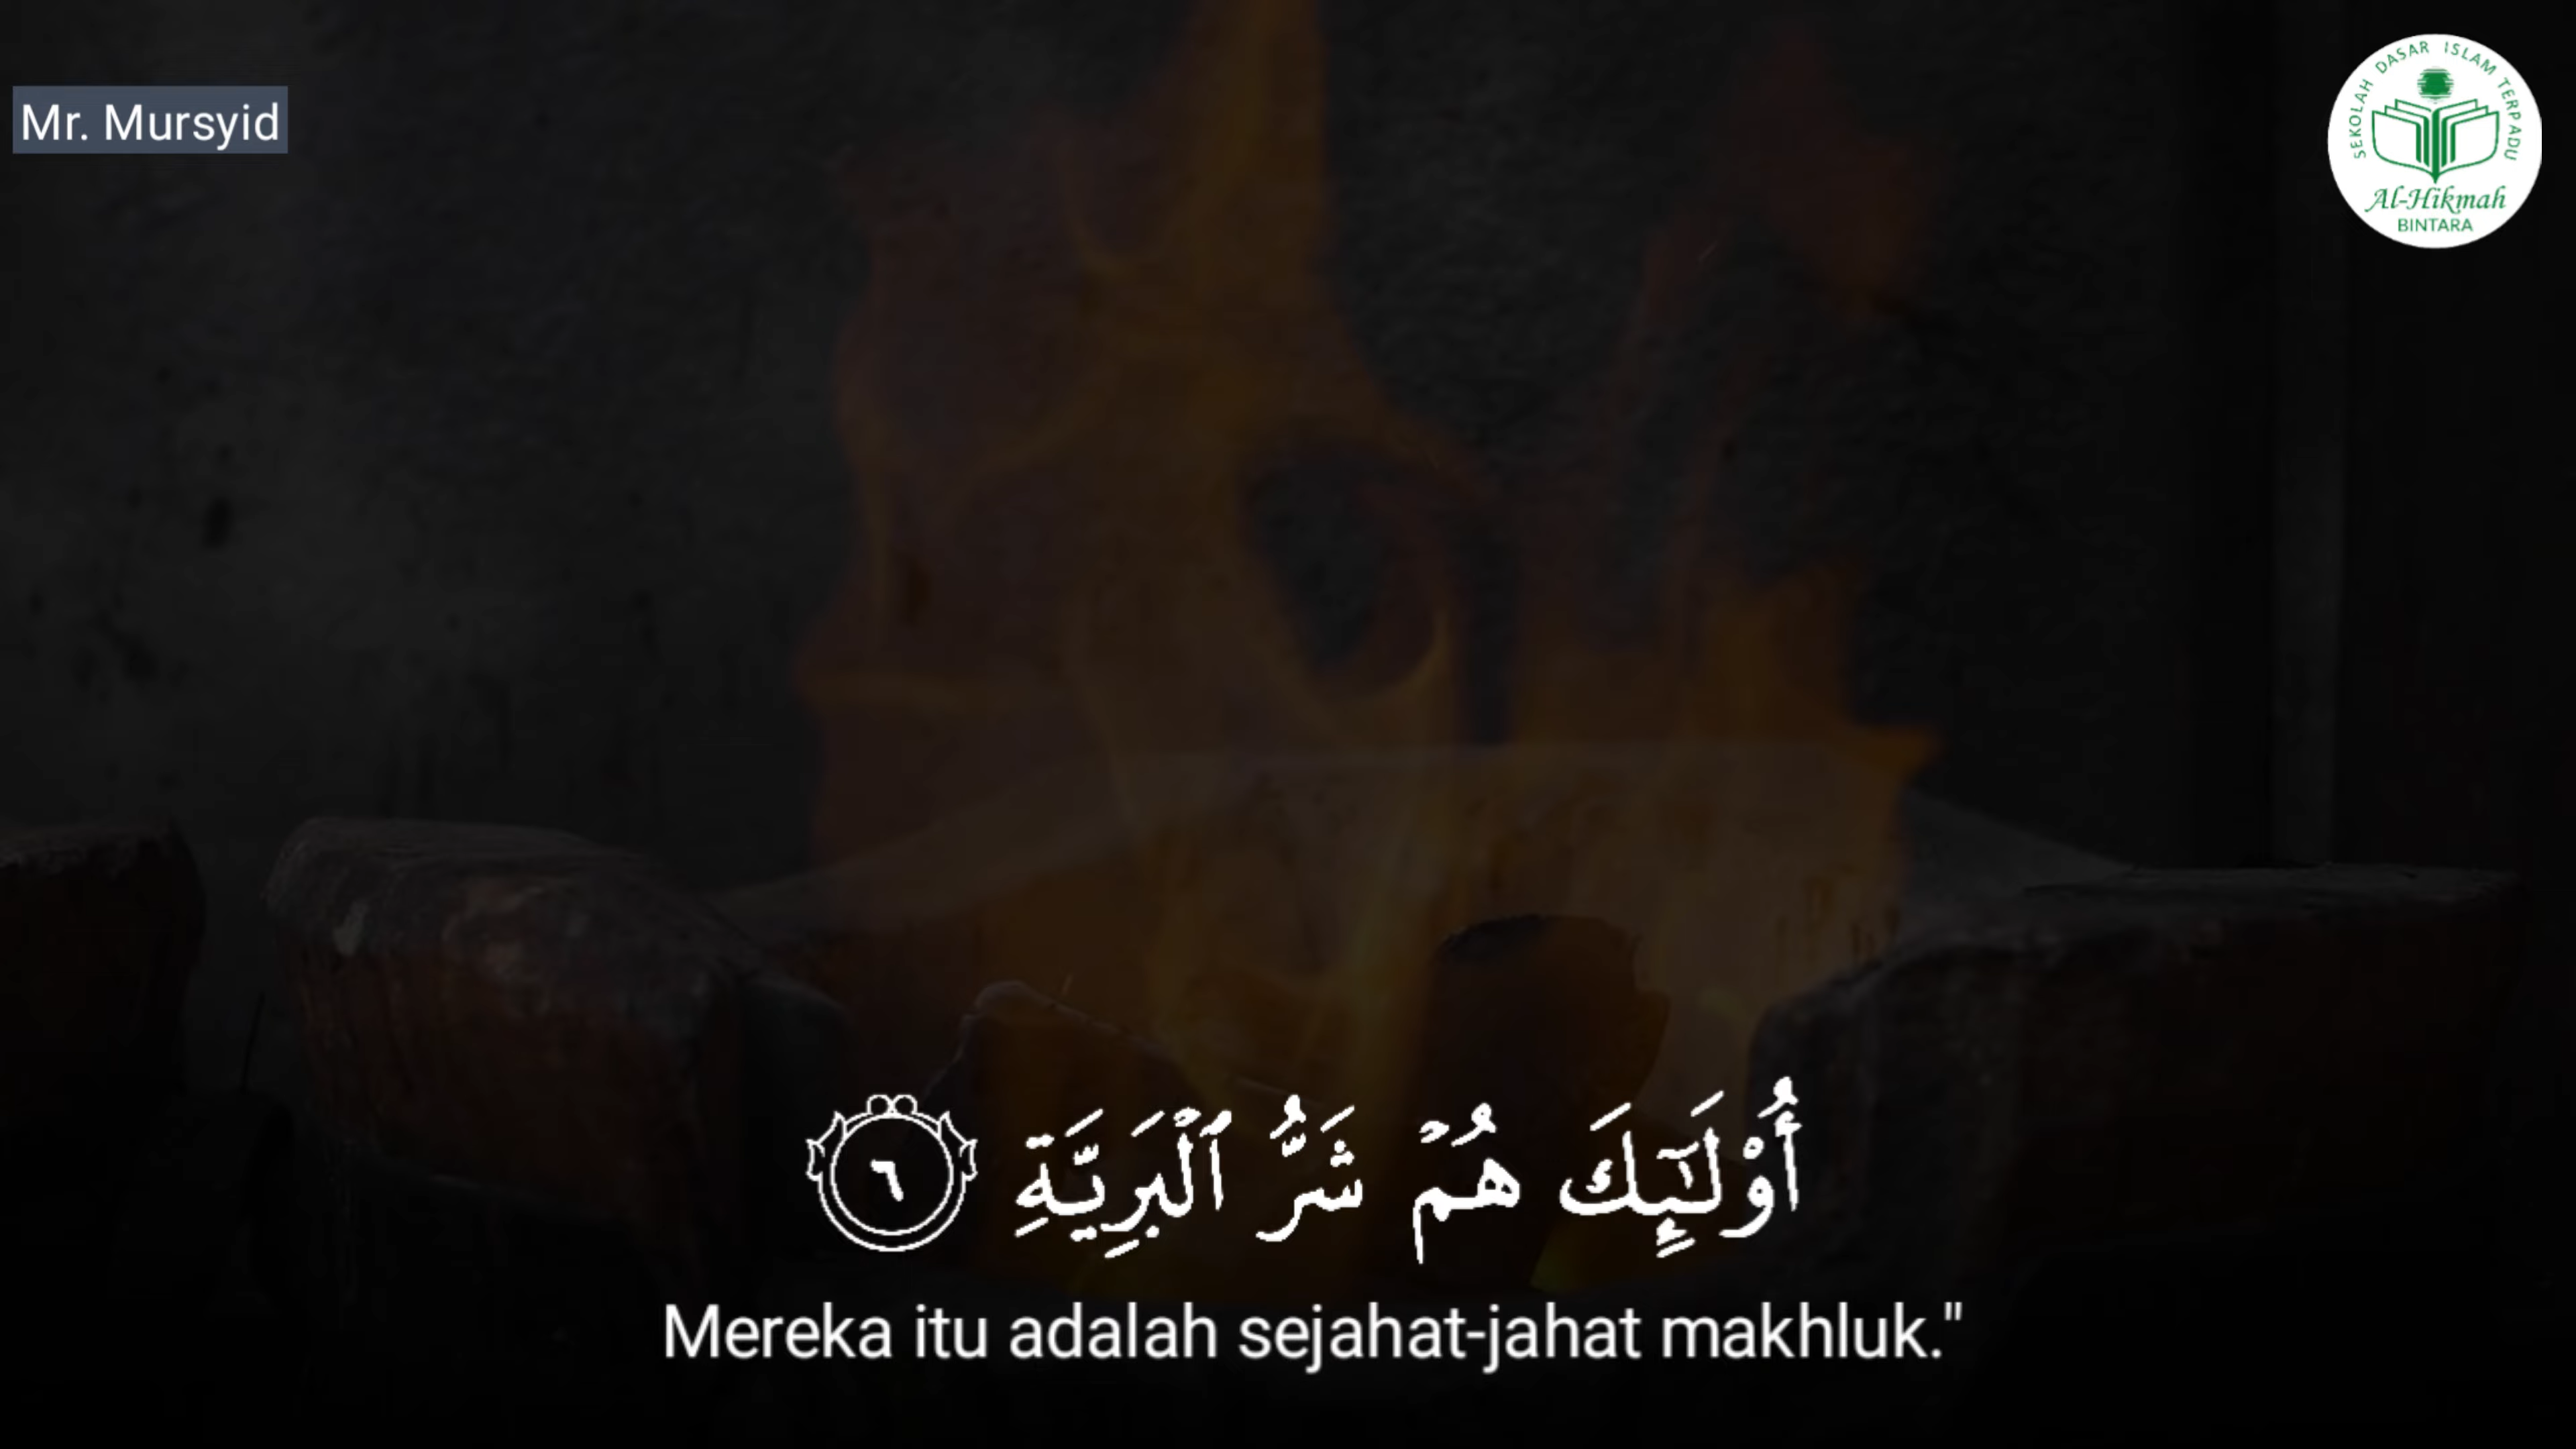 Mr. Mursyid
SEKOLAH DASAR ISLAM TERPADU
Al-Hikmah
BINTARA
أُوْلَـٰٓئِكَ هُمۡ شَرُّ ٱلۡبَرِيَّةِ ٦
Mereka itu adalah sejahat-jahat makhluk."